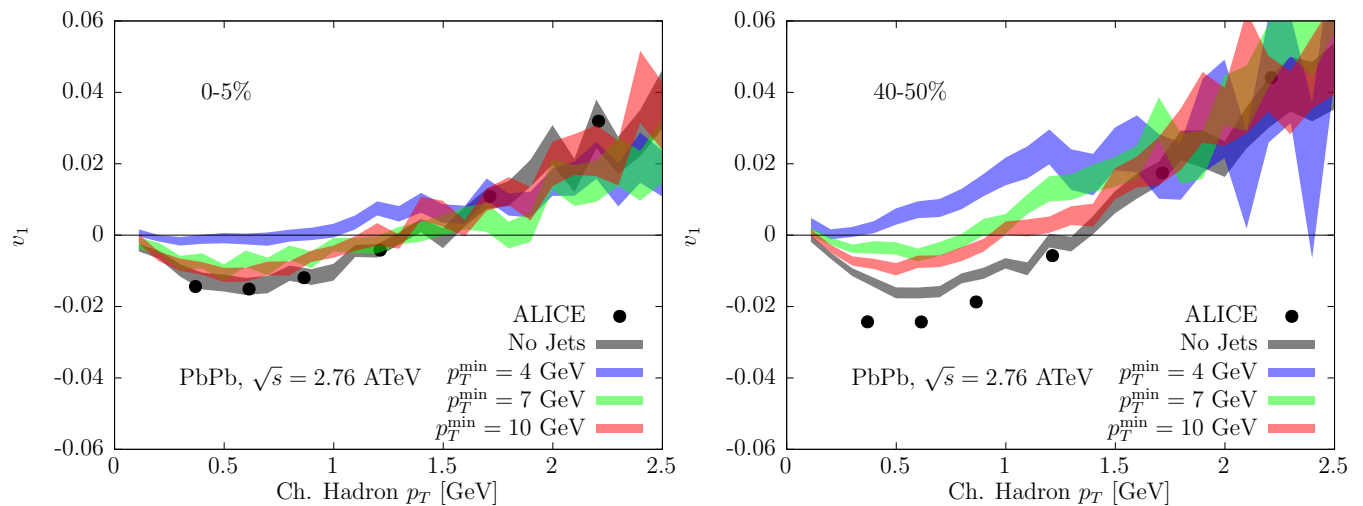 0.06
0.04
0.02
0
-0.02
-0.04
-0.06
v₁
0-5%
ALICE
No Jets
PbPb, √s = 2.76 ATeV
p_T^min = 4 GeV
p_T^min = 7 GeV
p_T^min = 10 GeV
0 0.5 1 1.5 2 2.5
Ch. Hadron p_T [GeV]
0.06
0.04
0.02
0
-0.02
-0.04
-0.06
v₁
40-50%
ALICE
No Jets
PbPb, √s = 2.76 ATeV
p_T^min = 4 GeV
p_T^min = 7 GeV
p_T^min = 10 GeV
0 0.5 1 1.5 2 2.5
Ch. Hadron p_T [GeV]